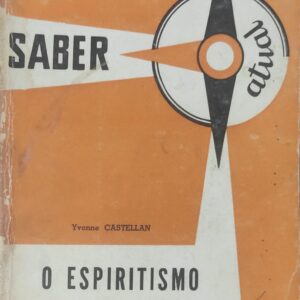 SABER
atual
Yvonne CASTELLAN
O ESPIRITISMO